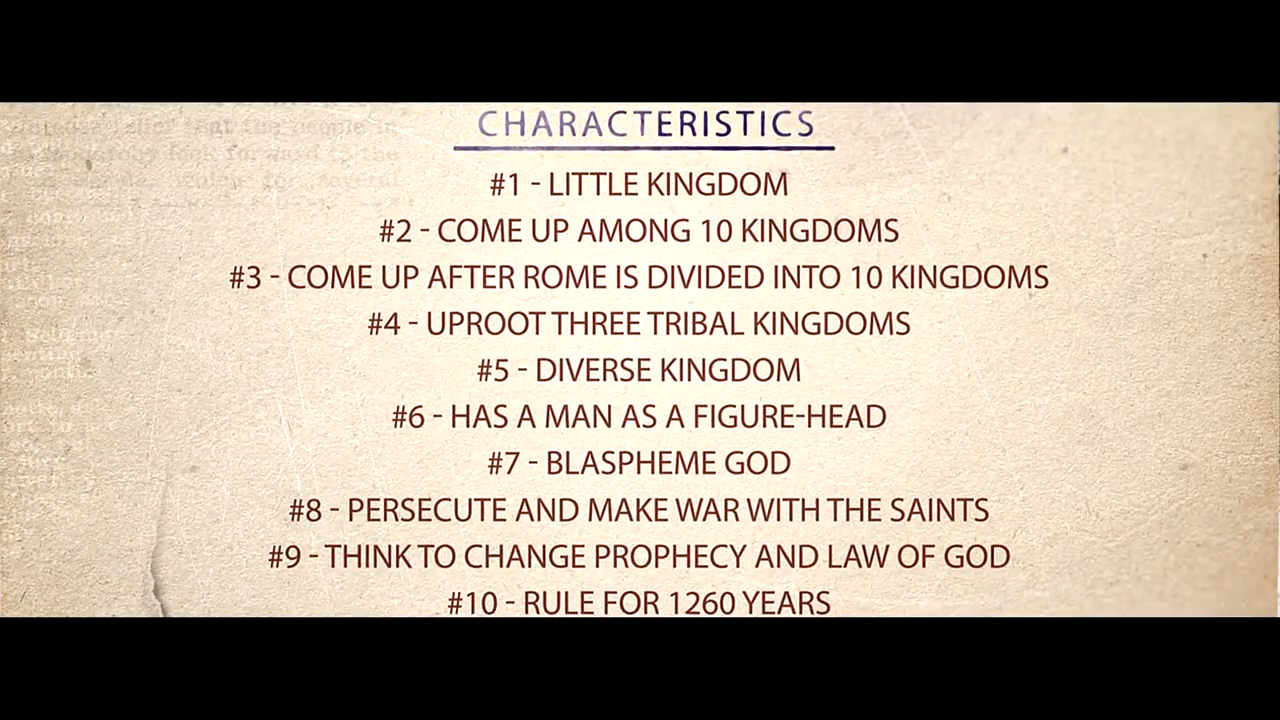 CHARACTERISTICS
#1 - LITTLE KINGDOM
#2 - COME UP AMONG 10 KINGDOMS
#3 - COME UP AFTER ROME IS DIVIDED INTO 10 KINGDOMS
#4 - UPROOT THREE TRIBAL KINGDOMS
#5 - DIVERSE KINGDOM
#6 - HAS A MAN AS A FIGURE-HEAD
#7 - BLASPHEME GOD
#8 - PERSECUTE AND MAKE WAR WITH THE SAINTS
#9 - THINK TO CHANGE PROPHECY AND LAW OF GOD
#10 - RULE FOR 1260 YEARS